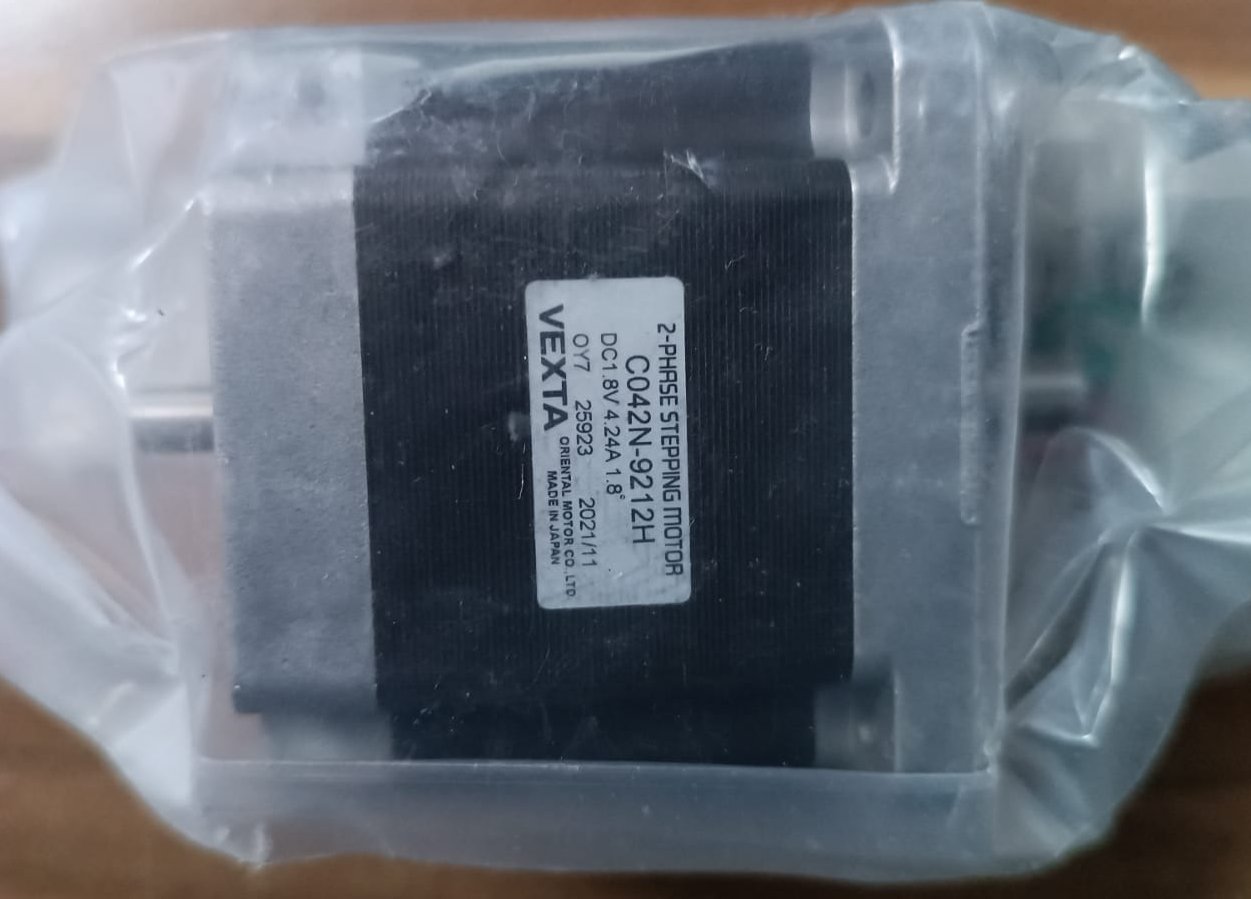 2-PHASE STEPPING MOTOR
C042N-9212H
DC1.8V 4.24A 1.8°
OY7 25923 2021/11
VEXTA ORIENTAL MOTOR CO.,LTD.
MADE IN JAPAN